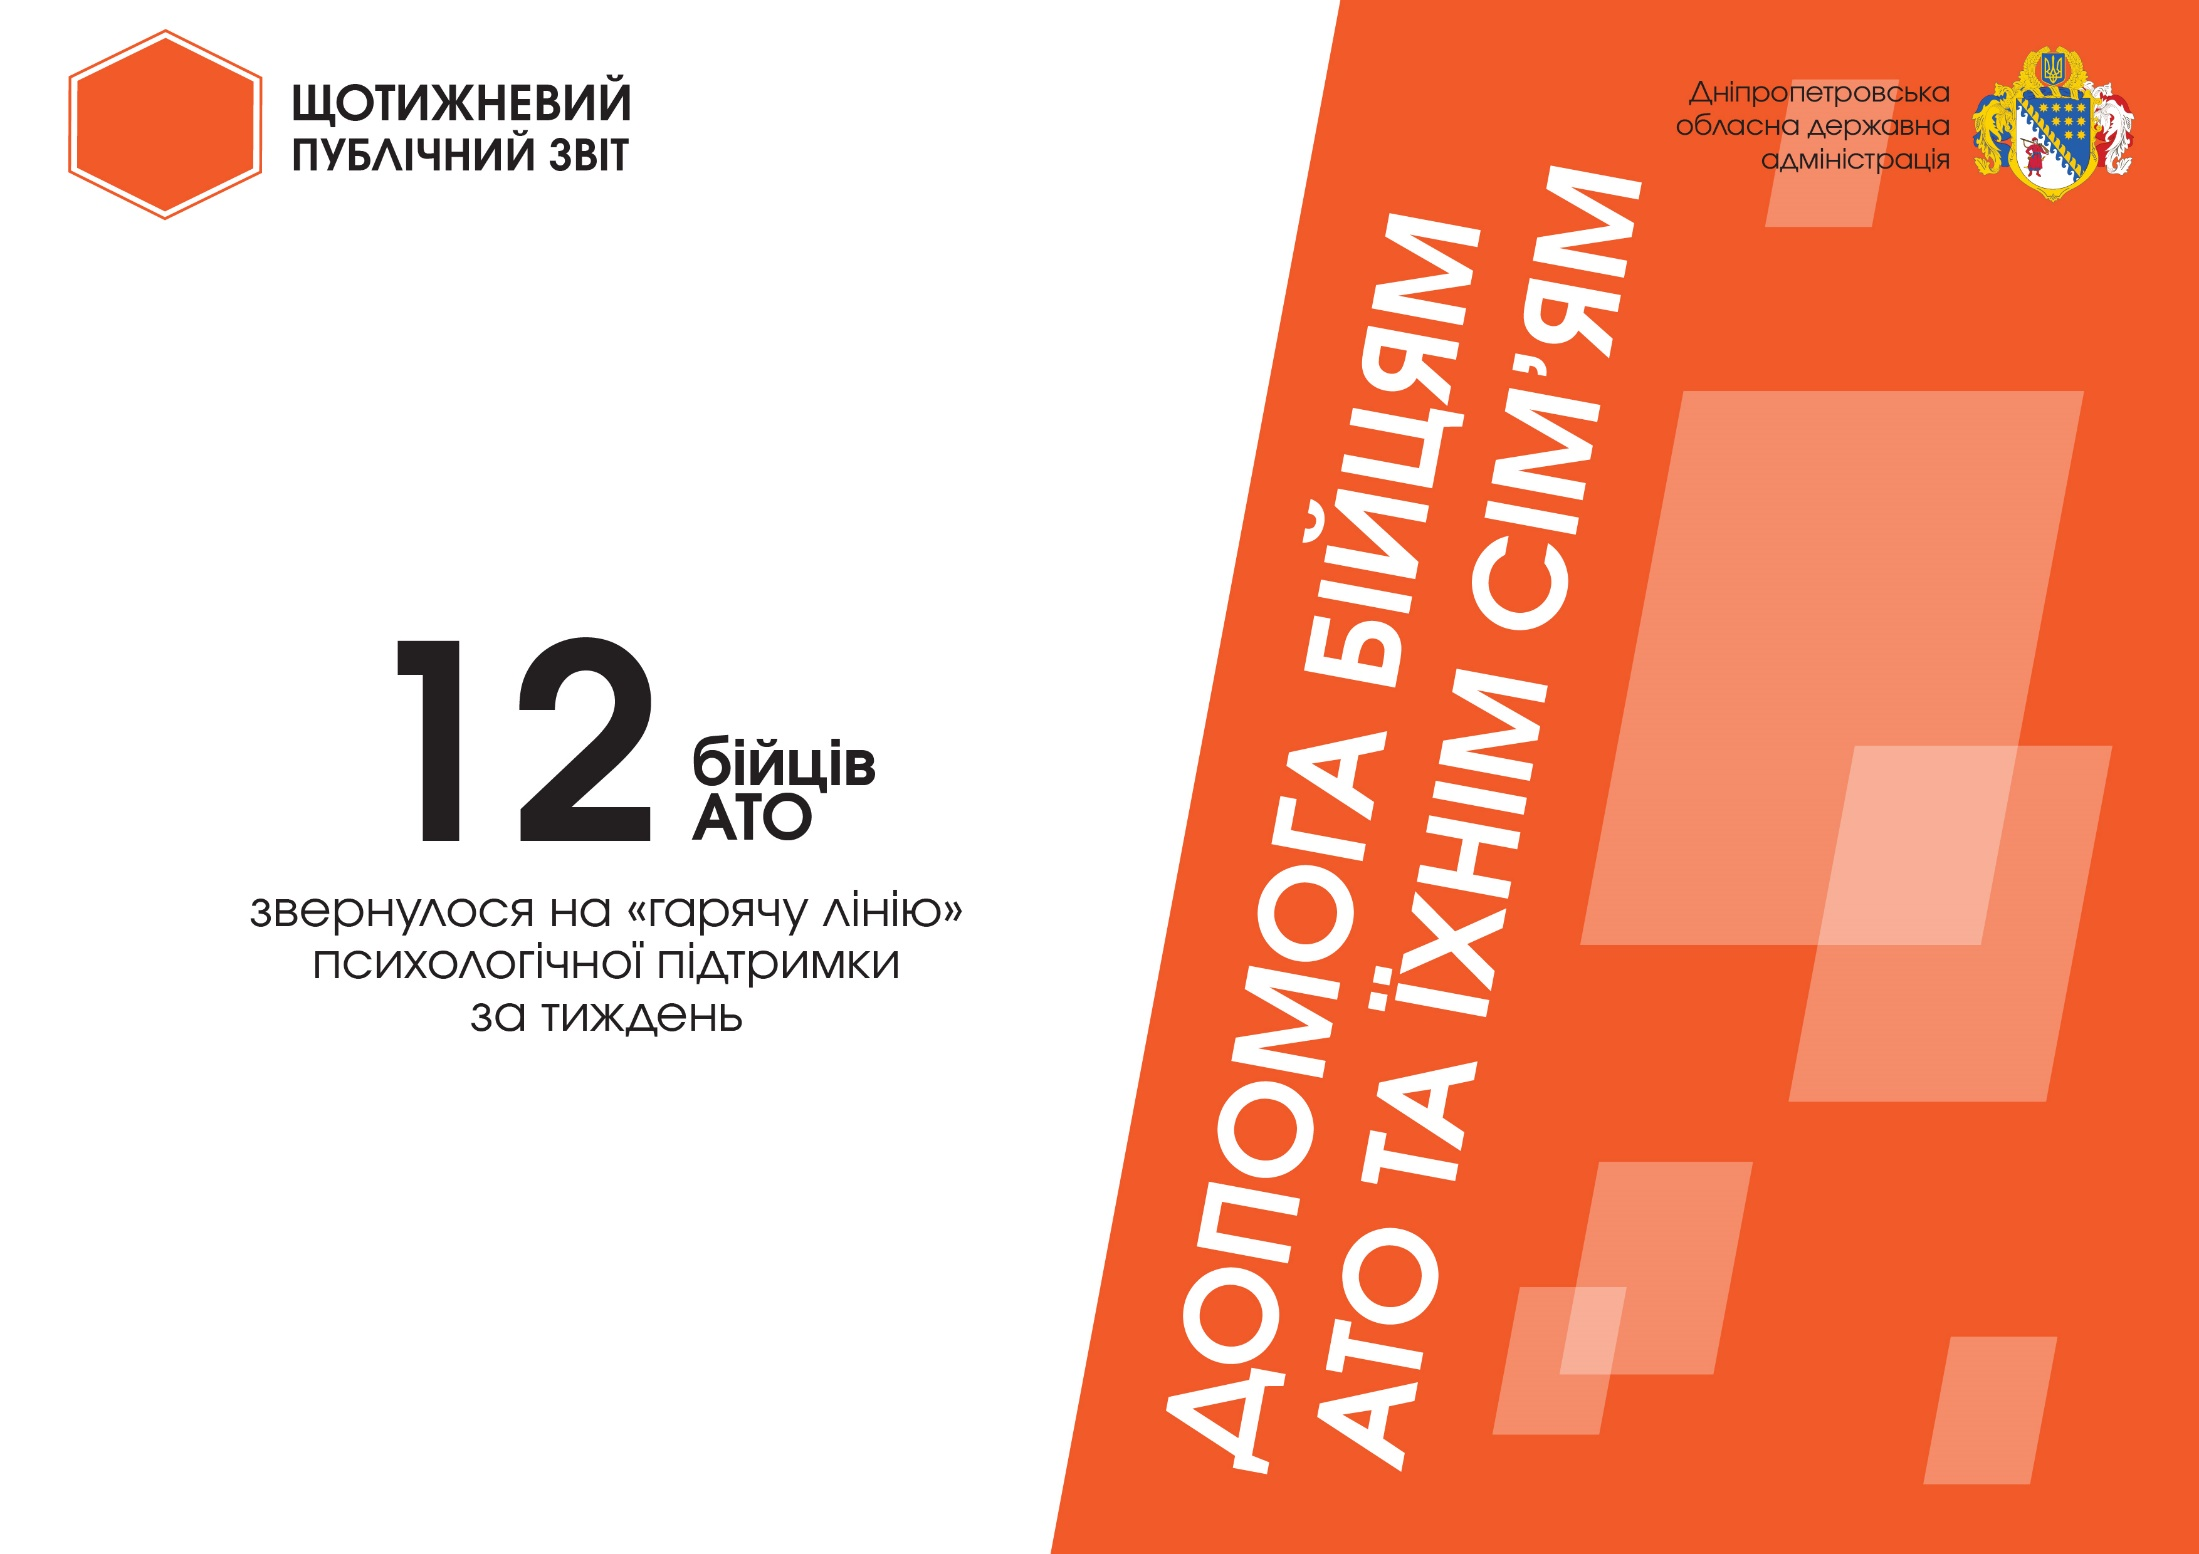 ЩОТИЖНЕВИЙ
ПУБЛІЧНИЙ ЗВІТ
Дніпропетровська
обласна державна
адміністрація
12 бійців
АТО
звернулося на «гарячу лінію»
психологічної підтримки
за тиждень
ДОПОМОГА БІЙЦЯМ
АТО ТА ЇХНІМ СІМ’ЯМ